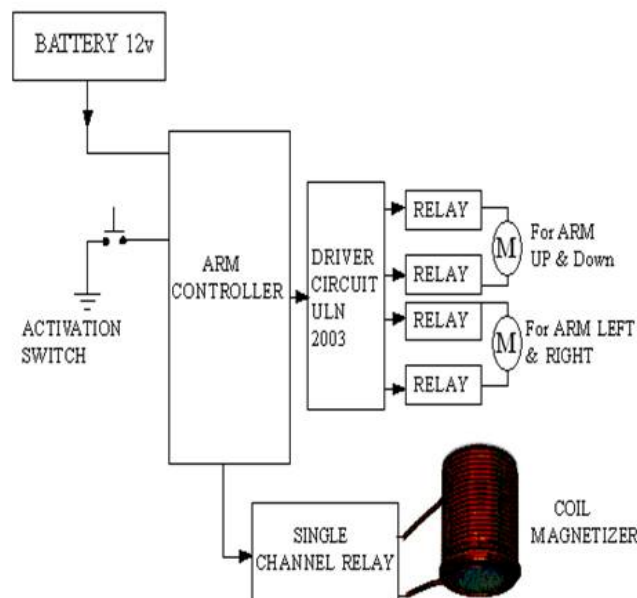 BATTERY 12v
ACTIVATION
SWITCH
ARM
CONTROLLER
DRIVER
CIRCUIT
ULN
2003
RELAY
RELAY
RELAY
RELAY
M
For ARM
UP & Down
M
For ARM LEFT
& RIGHT
SINGLE
CHANNEL RELAY
COIL
MAGNETIZER